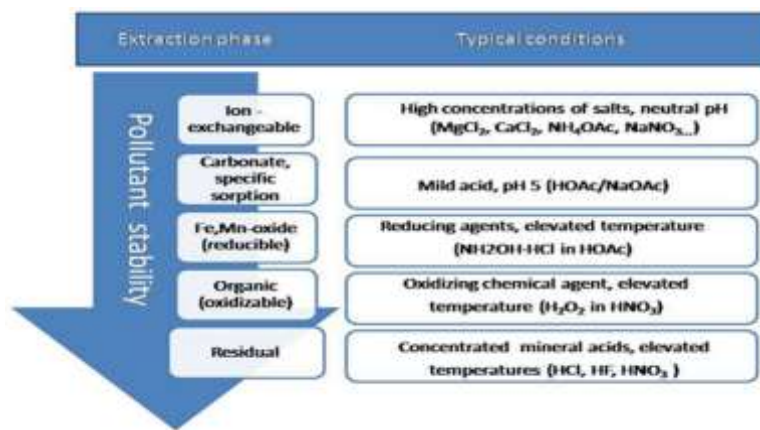 Extraction phase Typical conditions
Pollutant stability
Ion -
exchangeable
High concentrations of salts, neutral pH
(MgCl₂, CaCl₂, NH₄OAc, NaNO₃...)
Carbonate,
specific
sorption
Mild acid, pH 5 (HOAc/NaOAc)
Fe,Mn-oxide
(reducible)
Reducing agents, elevated temperature
(NH2OH-HCl in HOAc)
Organic
(oxidizable)
Oxidizing chemical agent, elevated
temperature (H₂O₂ in HNO₃)
Residual
Concentrated mineral acids, elevated
temperatures (HCl, HF, HNO₃ )